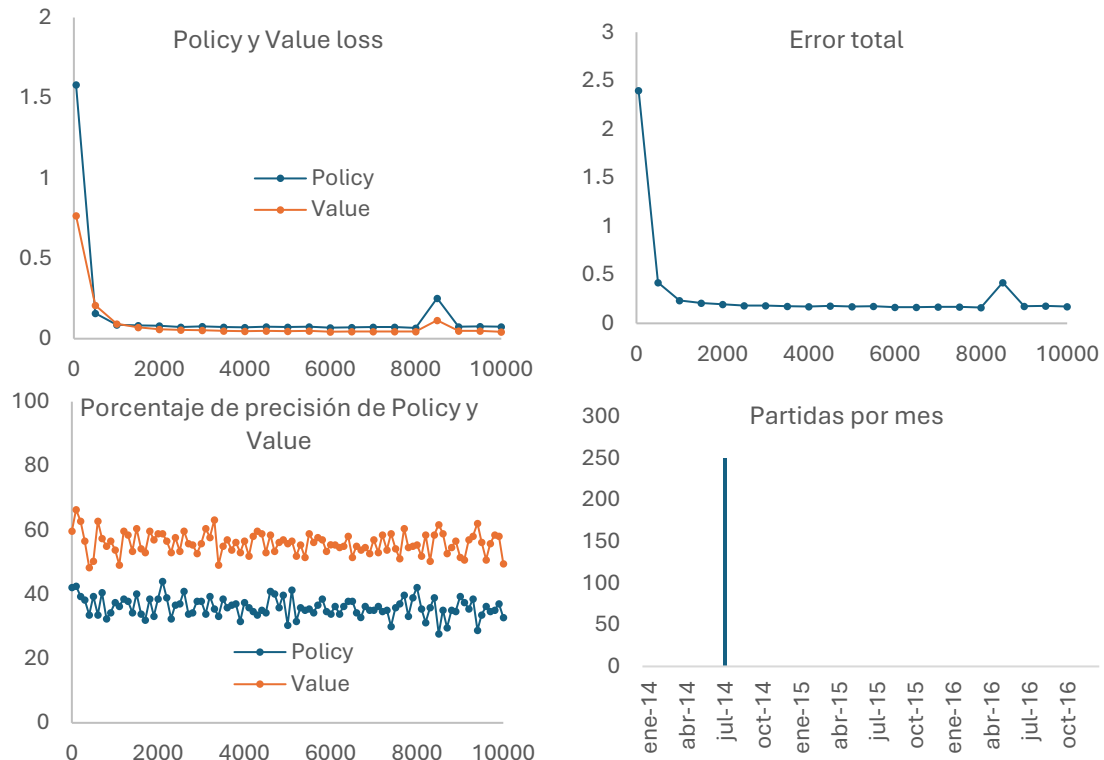 Policy y Value loss
2
1.5
1
0.5
0
Policy
Value
0 2000 4000 6000 8000 10000
Error total
3
2.5
2
1.5
1
0.5
0
0 2000 4000 6000 8000 10000
Porcentaje de precisión de Policy y
Value
100
80
60
40
20
0
Policy
Value
0 2000 4000 6000 8000 10000
Partidas por mes
300
250
200
150
100
50
0
ene-14
abr-14
jul-14
oct-14
ene-15
abr-15
jul-15
oct-15
ene-16
abr-16
jul-16
oct-16